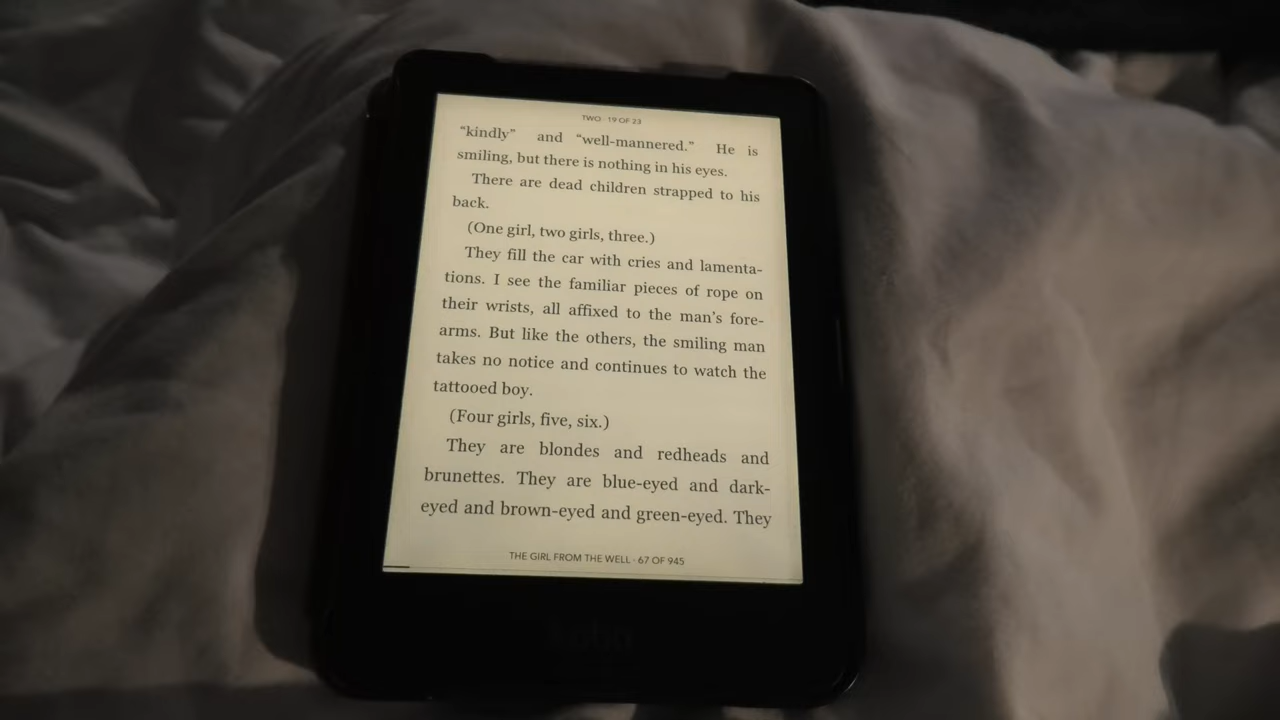 TWO · 19 OF 23
“kindly” and “well-mannered.” He is
smiling, but there is nothing in his eyes.
There are dead children strapped to his
back.
(One girl, two girls, three.)
They fill the car with cries and lamenta-
tions. I see the familiar pieces of rope on
their wrists, all affixed to the man’s fore-
arms. But like the others, the smiling man
takes no notice and continues to watch the
tattooed boy.
(Four girls, five, six.)
They are blondes and redheads and
brunettes. They are blue-eyed and dark-
eyed and brown-eyed and green-eyed. They
THE GIRL FROM THE WELL · 67 OF 945